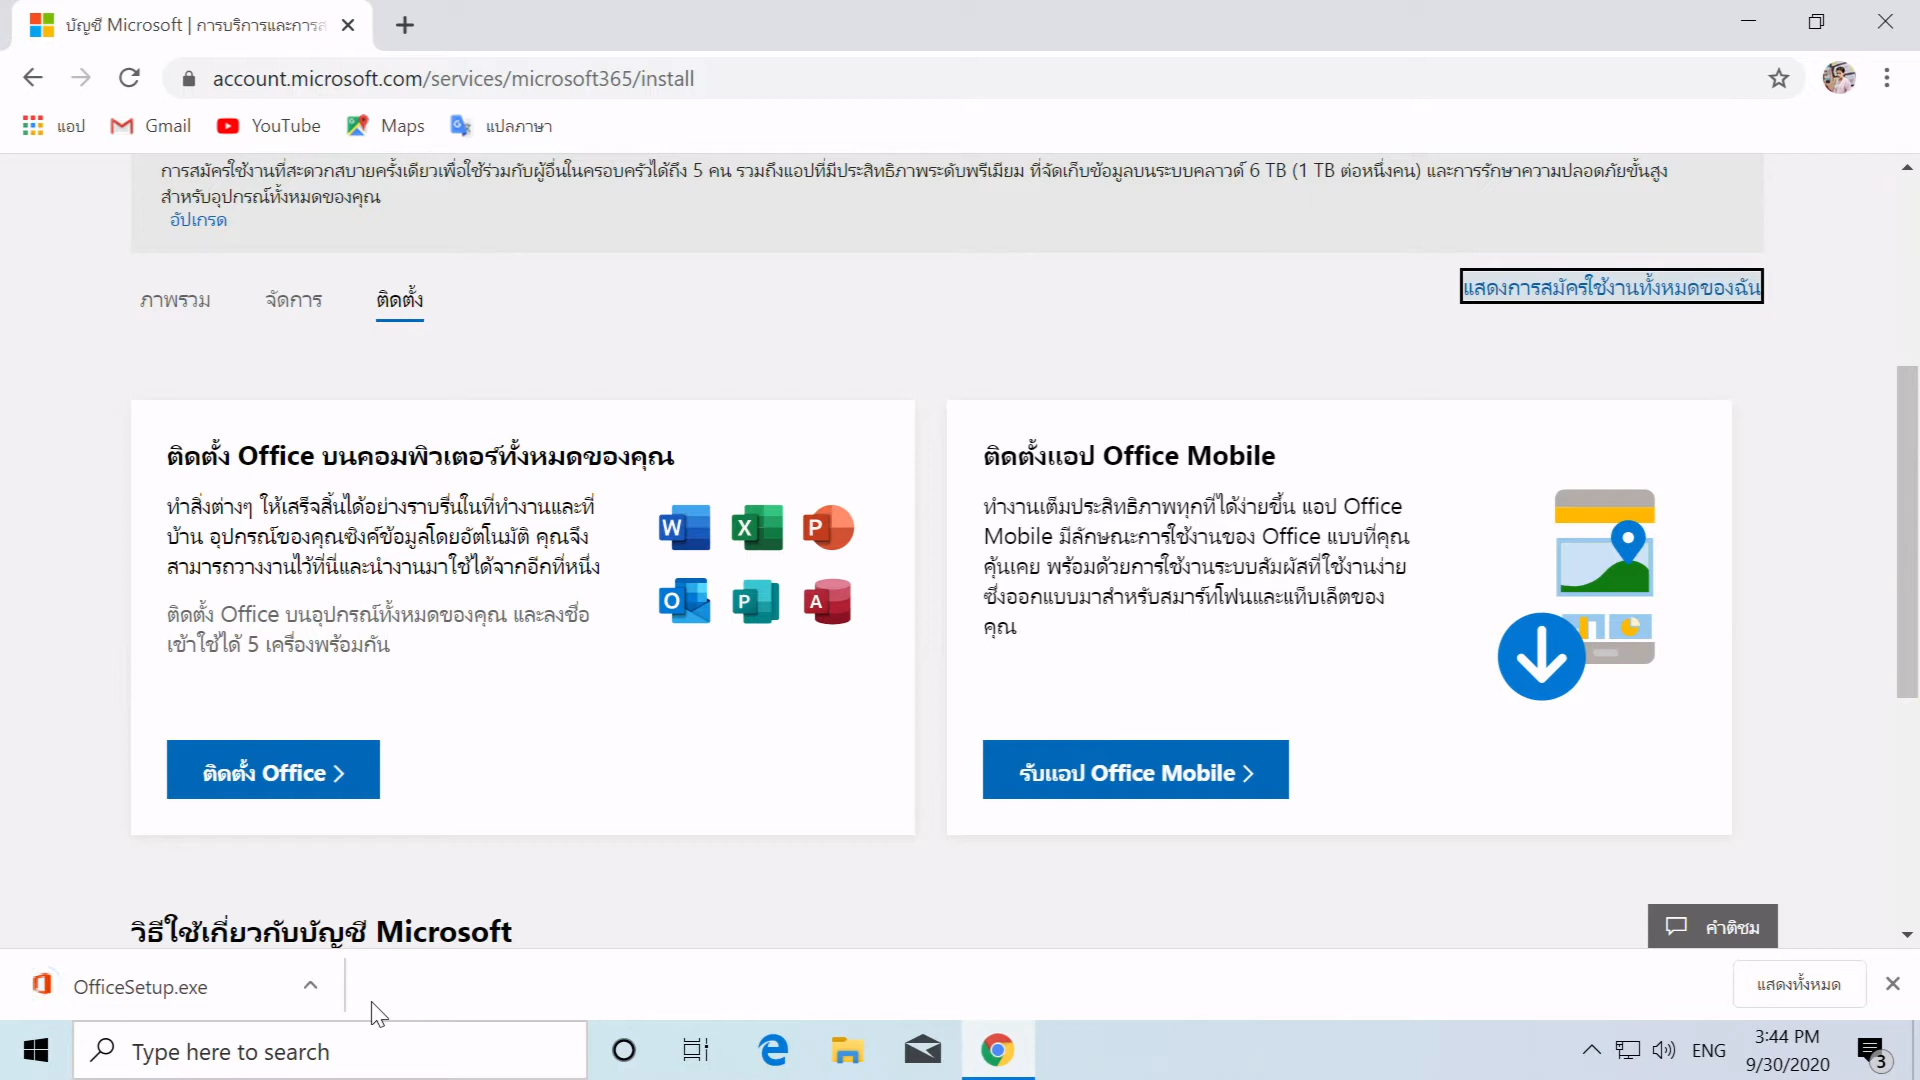 บัญชี Microsoft | การบริการและการส
account.microsoft.com/services/microsoft365/install
แอป Gmail YouTube Maps แปลภาษา
การสมัครใช้งานที่สะดวกสบายครั้งเดียวเพื่อใช้ร่วมกับผู้อื่นในครอบครัวได้ถึง 5 คน รวมถึงแอปที่มีประสิทธิภาพระดับพรีเมียม ที่จัดเก็บข้อมูลบนระบบคลาวด์ 6 TB (1 TB ต่อหนึ่งคน) และการรักษาความปลอดภัยขั้นสูง
สำหรับอุปกรณ์ทั้งหมดของคุณ
อัปเกรด
ภาพรวม จัดการ ติดตั้ง
แสดงการสมัครใช้งานทั้งหมดของฉัน
ติดตั้ง Office บนคอมพิวเตอร์ทั้งหมดของคุณ
ทำสิ่งต่างๆ ให้เสร็จสิ้นได้อย่างราบรื่นในที่ทำงานและที่
บ้าน อุปกรณ์ของคุณซิงค์ข้อมูลโดยอัตโนมัติ คุณจึง
สามารถวางงานไว้ที่นี่และนำงานมาใช้ได้จากอีกที่หนึ่ง
ติดตั้ง Office บนอุปกรณ์ทั้งหมดของคุณ และลงชื่อ
เข้าใช้ได้ 5 เครื่องพร้อมกัน
W X P
O P A
ติดตั้ง Office
ติดตั้งแอป Office Mobile
ทำงานเต็มประสิทธิภาพทุกที่ได้ง่ายขึ้น แอป Office
Mobile มีลักษณะการใช้งานของ Office แบบที่คุณ
คุ้นเคย พร้อมด้วยการใช้งานระบบสัมผัสที่ใช้งานง่าย
ซึ่งออกแบบมาสำหรับสมาร์ทโฟนและแท็บเล็ตของ
คุณ
รับแอป Office Mobile
วิธีใช้เกี่ยวกับบัญชี Microsoft
คำติชม
OfficeSetup.exe
แสดงทั้งหมด
Type here to search
ENG
3:44 PM
9/30/2020
3